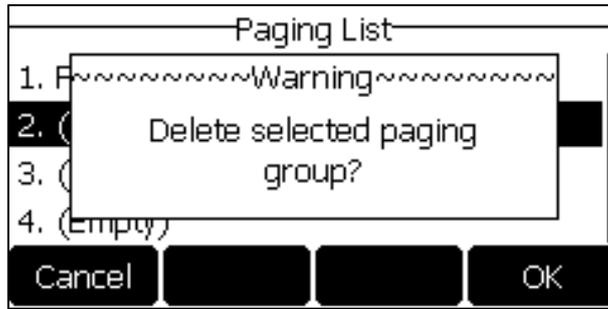 Paging List
1. F
~~~~~~~~~Warning~~~~~~~~~
2. (
Delete selected paging
group?
3. (
4. (Empty)
Cancel OK